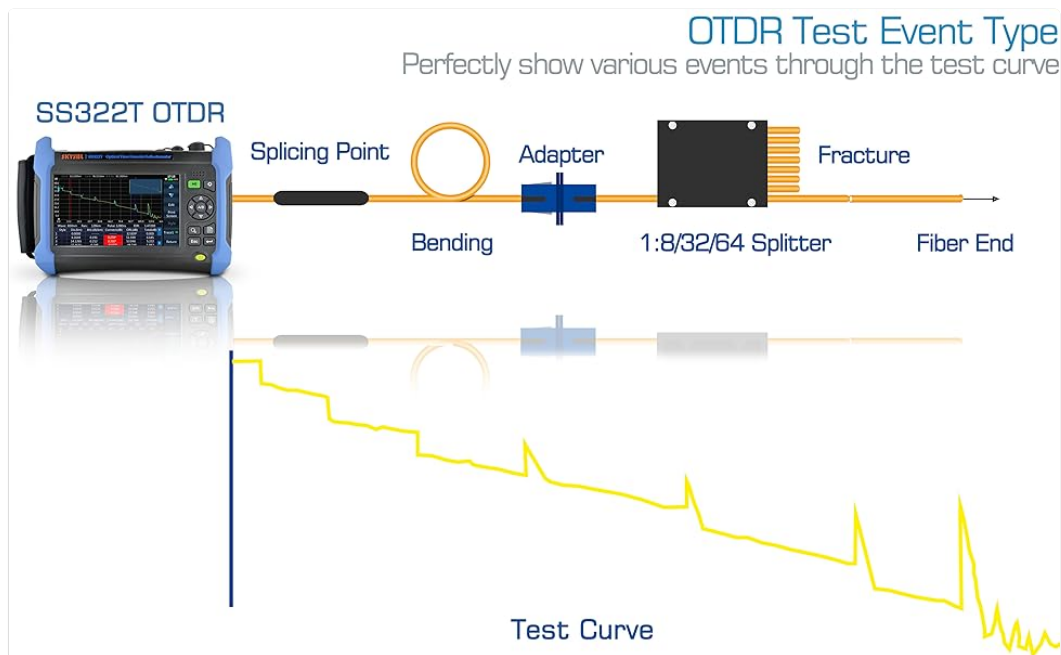 OTDR Test Event Type
Perfectly show various events through the test curve
SS322T OTDR
Splicing Point
Adapter
Fracture
Bending
1:8/32/64 Splitter
Fiber End
Test Curve